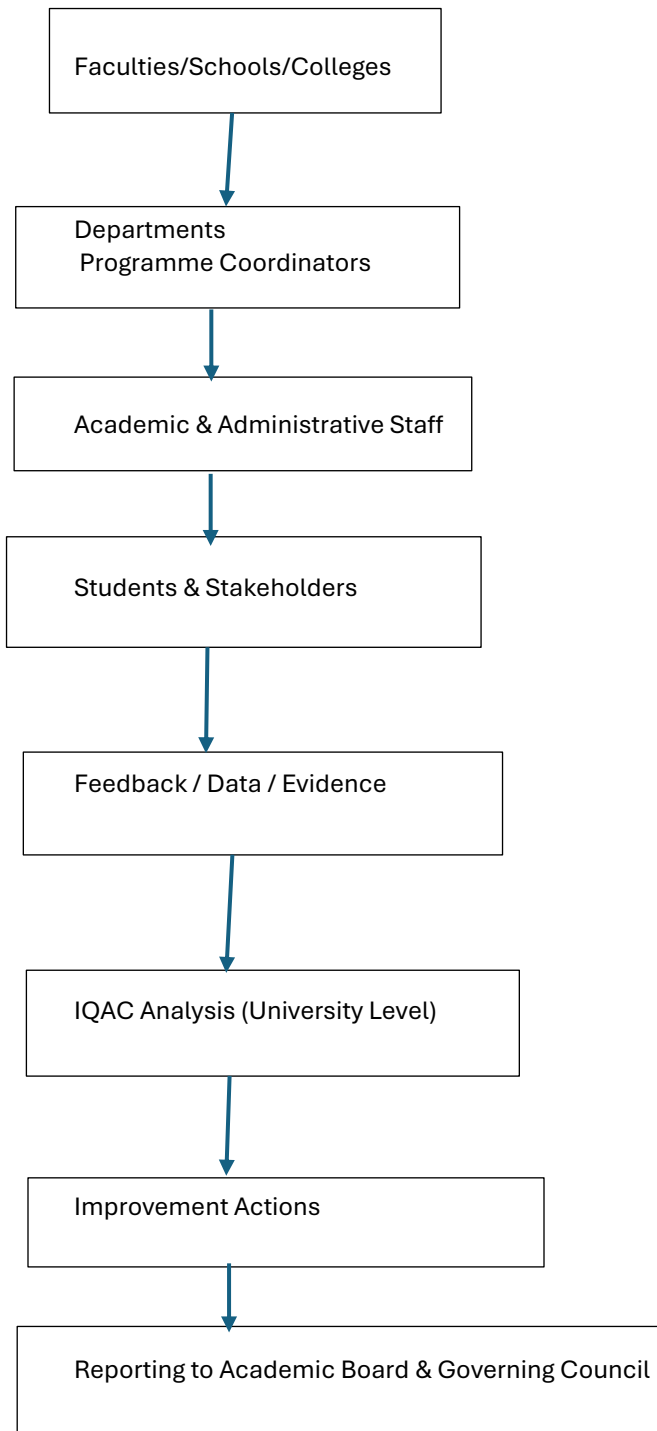 Faculties/Schools/Colleges
Departments
Programme Coordinators
Academic & Administrative Staff
Students & Stakeholders
Feedback / Data / Evidence
IQAC Analysis (University Level)
Improvement Actions
Reporting to Academic Board & Governing Council